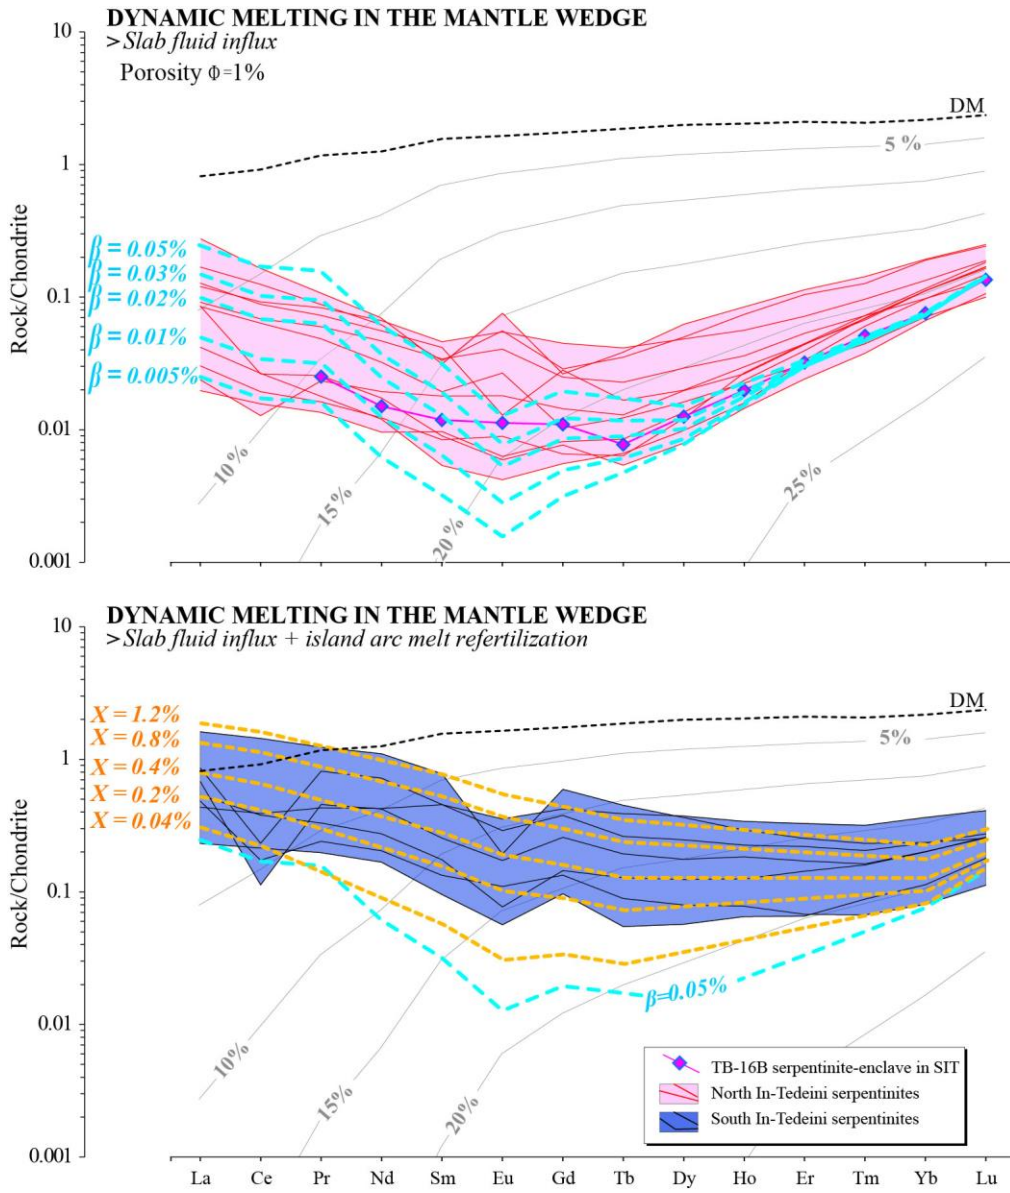 DYNAMIC MELTING IN THE MANTLE WEDGE
>Slab fluid influx
Porosity Φ=1%
10
1
0.1
0.01
0.001
Rock/Chondrite
DM
5 %
β = 0.05%
β = 0.03%
β = 0.02%
β = 0.01%
β = 0.005%
10%
15%
20 %
25%
DYNAMIC MELTING IN THE MANTLE WEDGE
>Slab fluid influx + island arc melt refertilization
10
1
0.1
0.01
0.001
Rock/Chondrite
DM
5%
X = 1.2%
X = 0.8%
X = 0.4%
X = 0.2%
X = 0.04%
β=0.05%
10%
15%
20%
TB-16B serpentinite-enclave in SIT
North In-Tedeini serpentinites
South In-Tedeini serpentinites
La Ce Pr Nd Sm Eu Gd Tb Dy Ho Er Tm Yb Lu